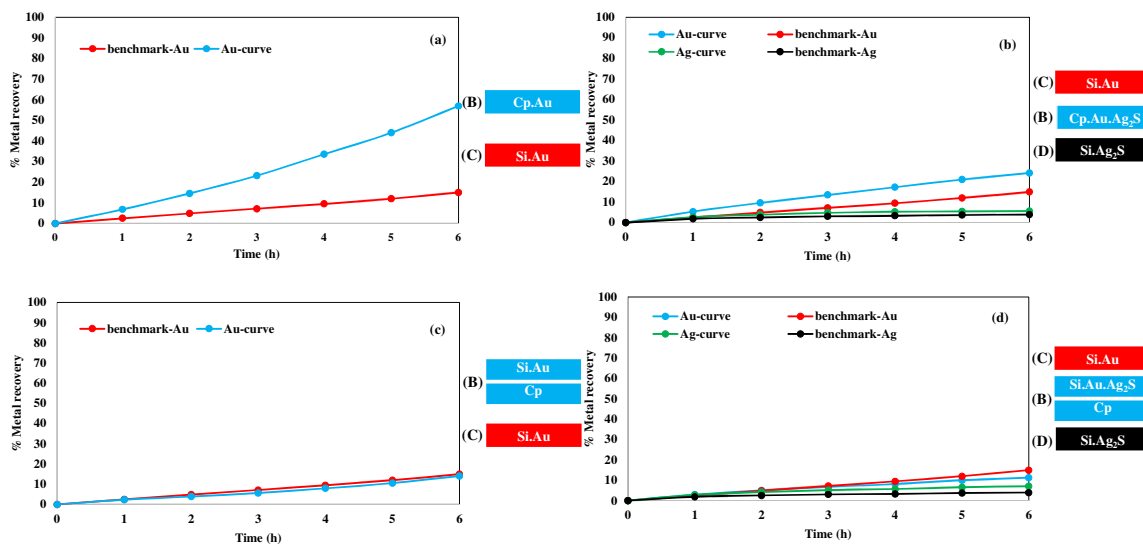 (a)
benchmark-Au Au-curve
% Metal recovery
100
90
80
70
60
50
40
30
20
10
0
0 1 2 3 4 5 6
Time (h)
(B) Cp.Au
(C) Si.Au
(b)
Au-curve benchmark-Au
Ag-curve benchmark-Ag
% Metal recovery
100
90
80
70
60
50
40
30
20
10
0
0 1 2 3 4 5 6
Time (h)
(C) Si.Au
(B) Cp.Au.Ag₂S
(D) Si.Ag₂S
(c)
benchmark-Au Au-curve
% Metal recovery
100
90
80
70
60
50
40
30
20
10
0
0 1 2 3 4 5 6
Time (h)
Si.Au
(B)
Cp
(C) Si.Au
(d)
Au-curve benchmark-Au
Ag-curve benchmark-Ag
% Metal recovery
100
90
80
70
60
50
40
30
20
10
0
0 1 2 3 4 5 6
Time (h)
(C) Si.Au
Si.Au.Ag₂S
(B)
Cp
(D) Si.Ag₂S